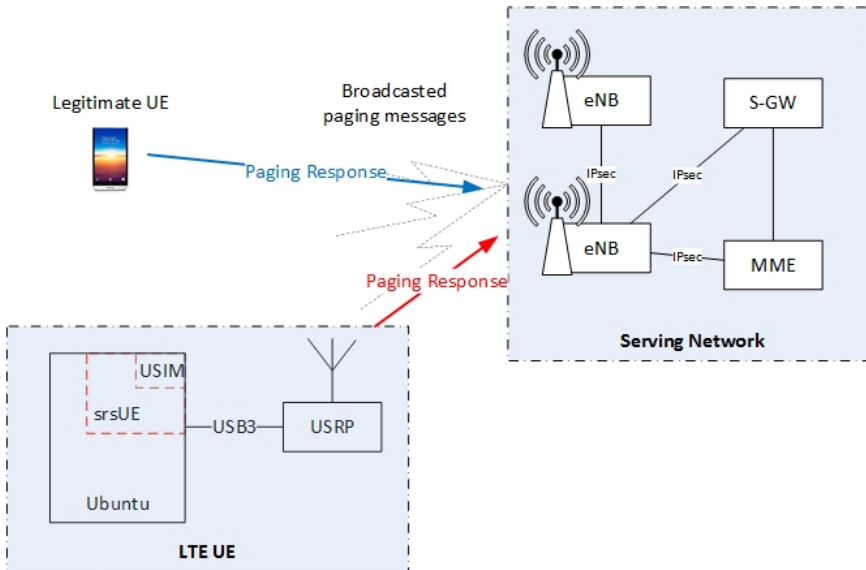 Legitimate UE
Broadcasted
paging messages
Paging Response
Paging Response
eNB
S-GW
IPsec
IPsec
eNB
IPsec
MME
Serving Network
USIM
srsUE
USB3
USRP
Ubuntu
LTE UE